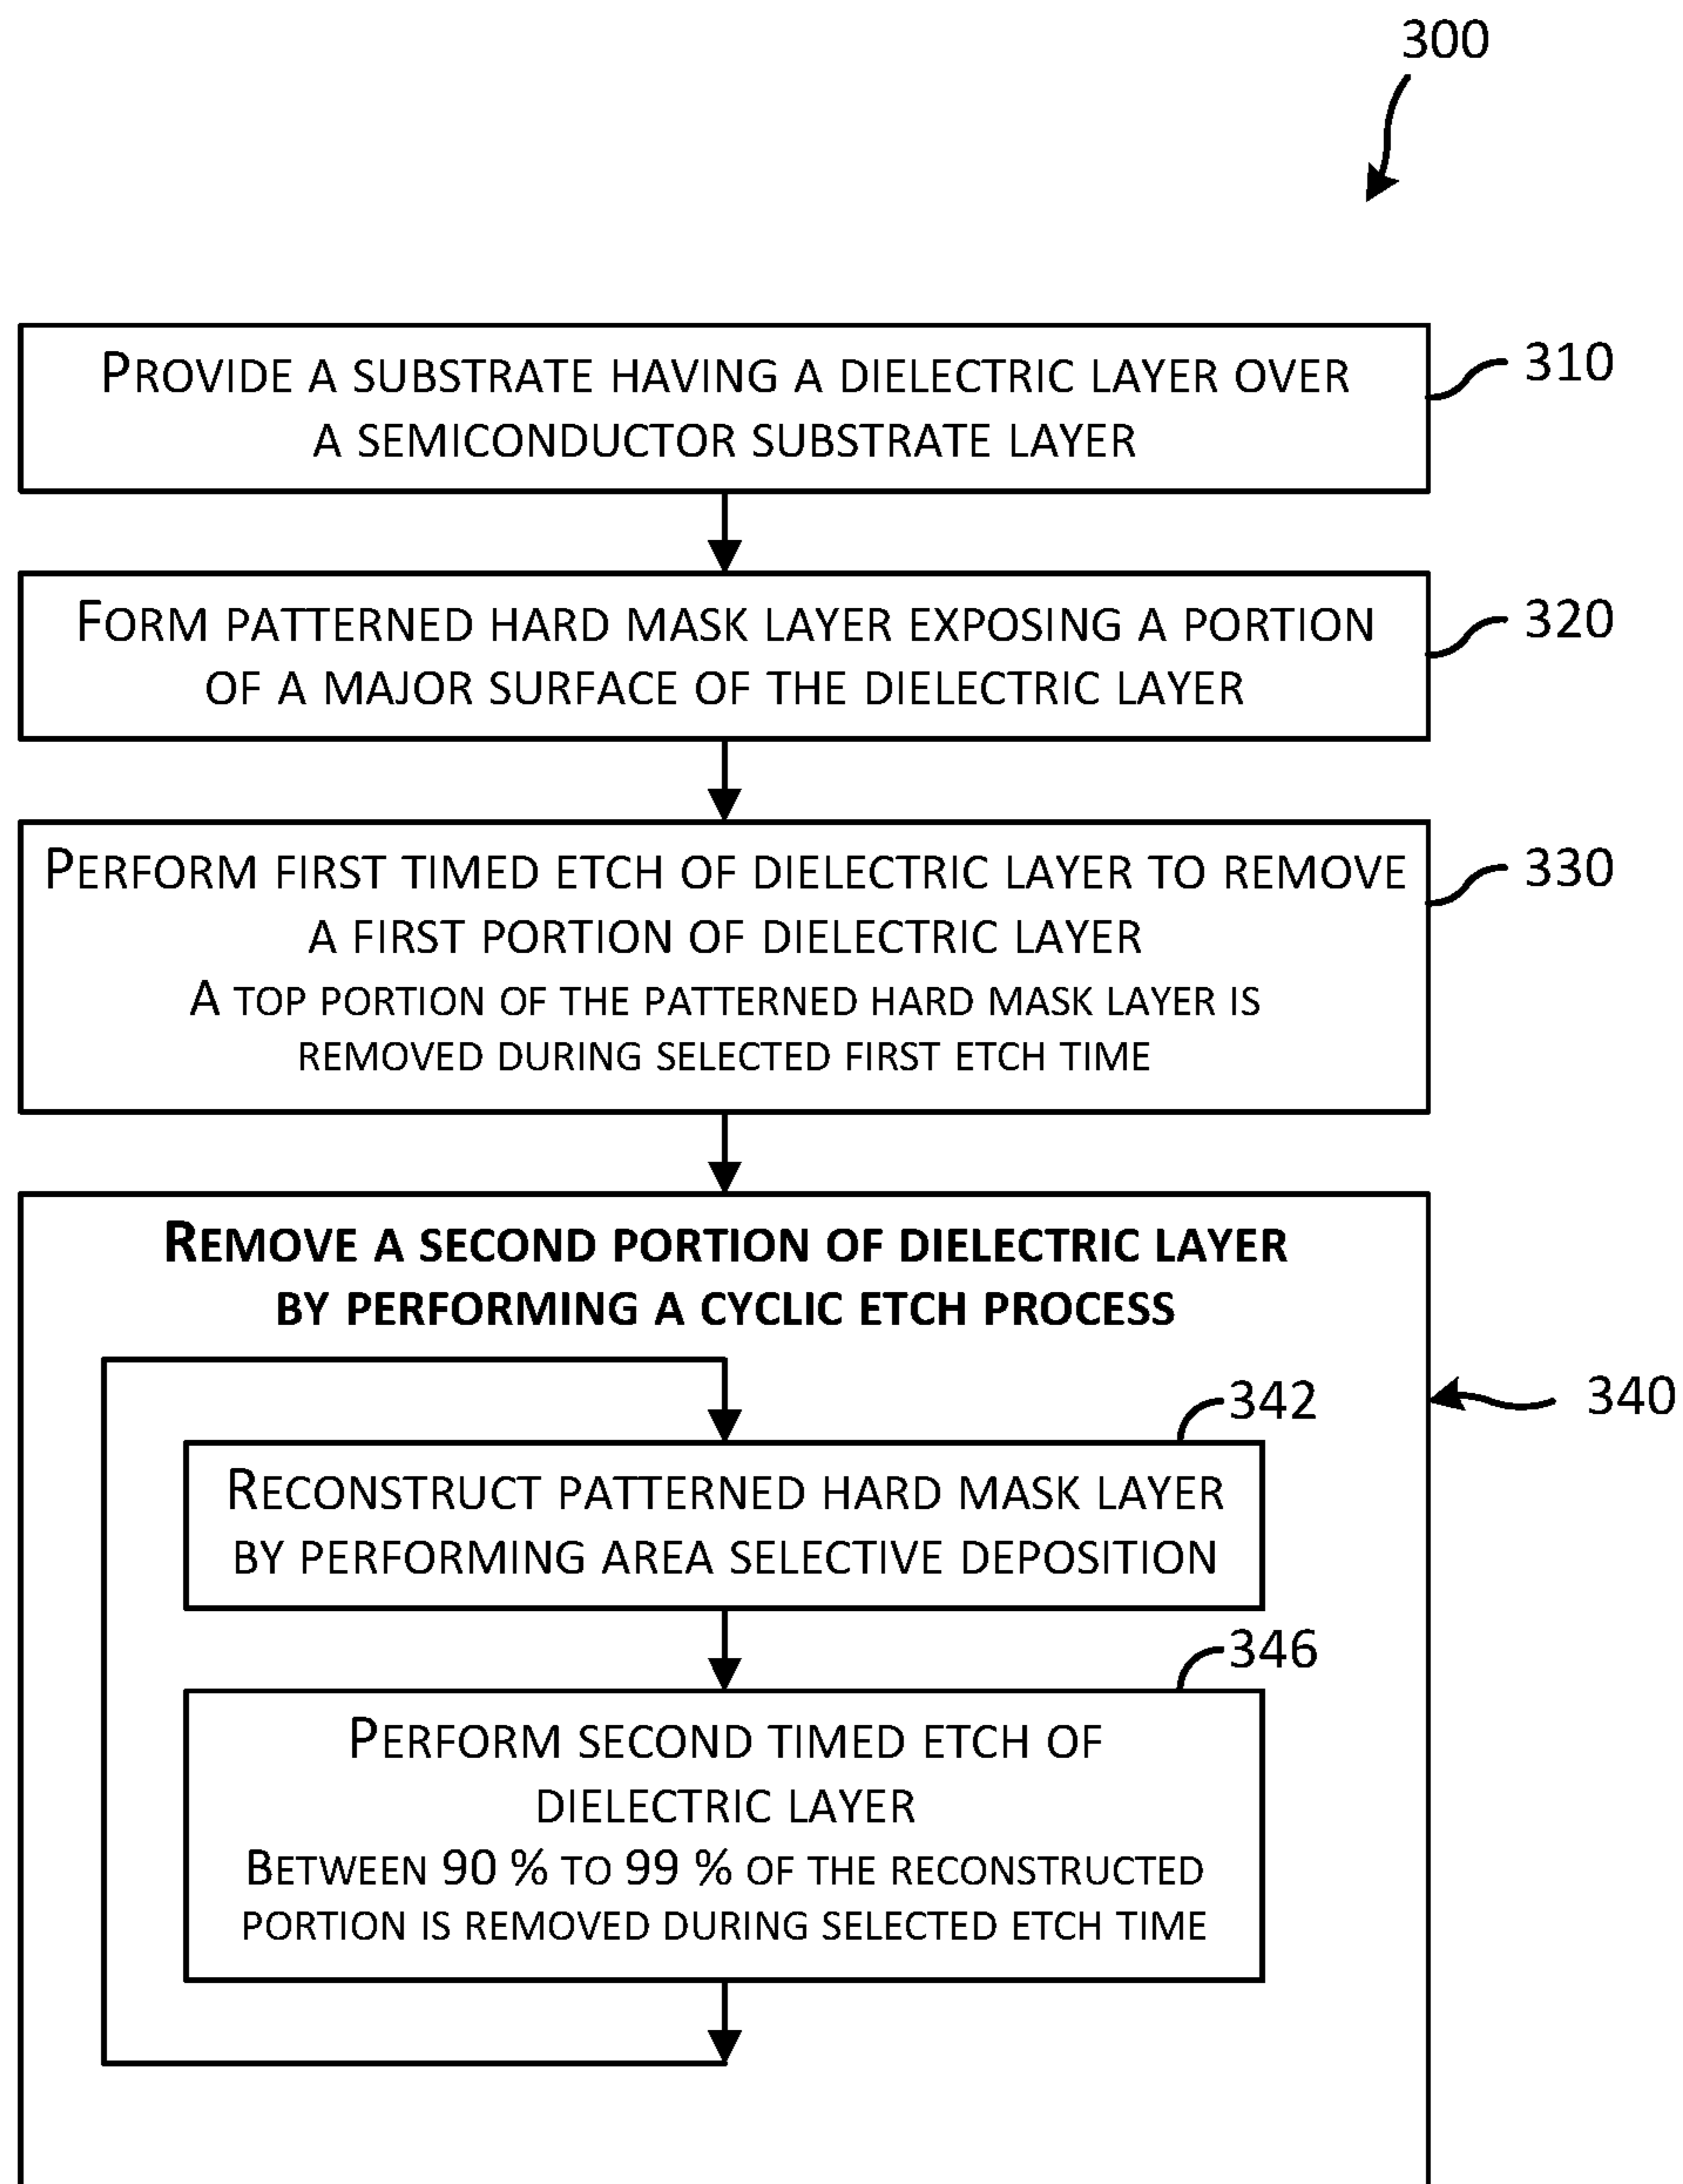 300
PROVIDE A SUBSTRATE HAVING A DIELECTRIC LAYER OVER
A SEMICONDUCTOR SUBSTRATE LAYER
310
FORM PATTERNED HARD MASK LAYER EXPOSING A PORTION
OF A MAJOR SURFACE OF THE DIELECTRIC LAYER
320
PERFORM FIRST TIMED ETCH OF DIELECTRIC LAYER TO REMOVE
A FIRST PORTION OF DIELECTRIC LAYER
A TOP PORTION OF THE PATTERNED HARD MASK LAYER IS
REMOVED DURING SELECTED FIRST ETCH TIME
330
REMOVE A SECOND PORTION OF DIELECTRIC LAYER
BY PERFORMING A CYCLIC ETCH PROCESS
340
342
RECONSTRUCT PATTERNED HARD MASK LAYER
BY PERFORMING AREA SELECTIVE DEPOSITION
346
PERFORM SECOND TIMED ETCH OF
DIELECTRIC LAYER
BETWEEN 90 % TO 99 % OF THE RECONSTRUCTED
PORTION IS REMOVED DURING SELECTED ETCH TIME